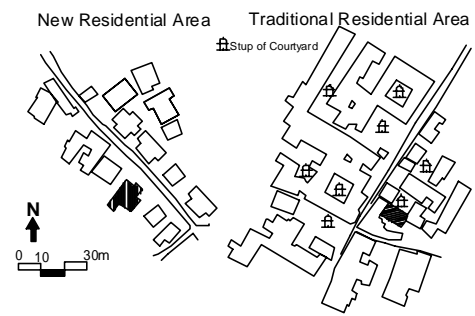 New Residential Area
Traditional Residential Area
Stup of Courtyard
N
0 10 30m